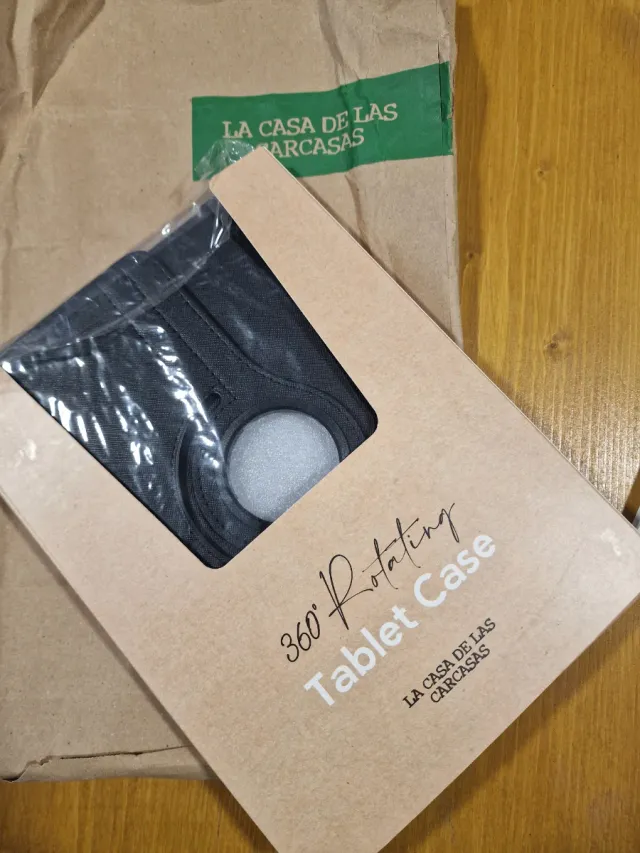 LA CASA DE LAS
CARCASAS
360° Rotating
Tablet Case
LA CASA DE LAS
CARCASAS